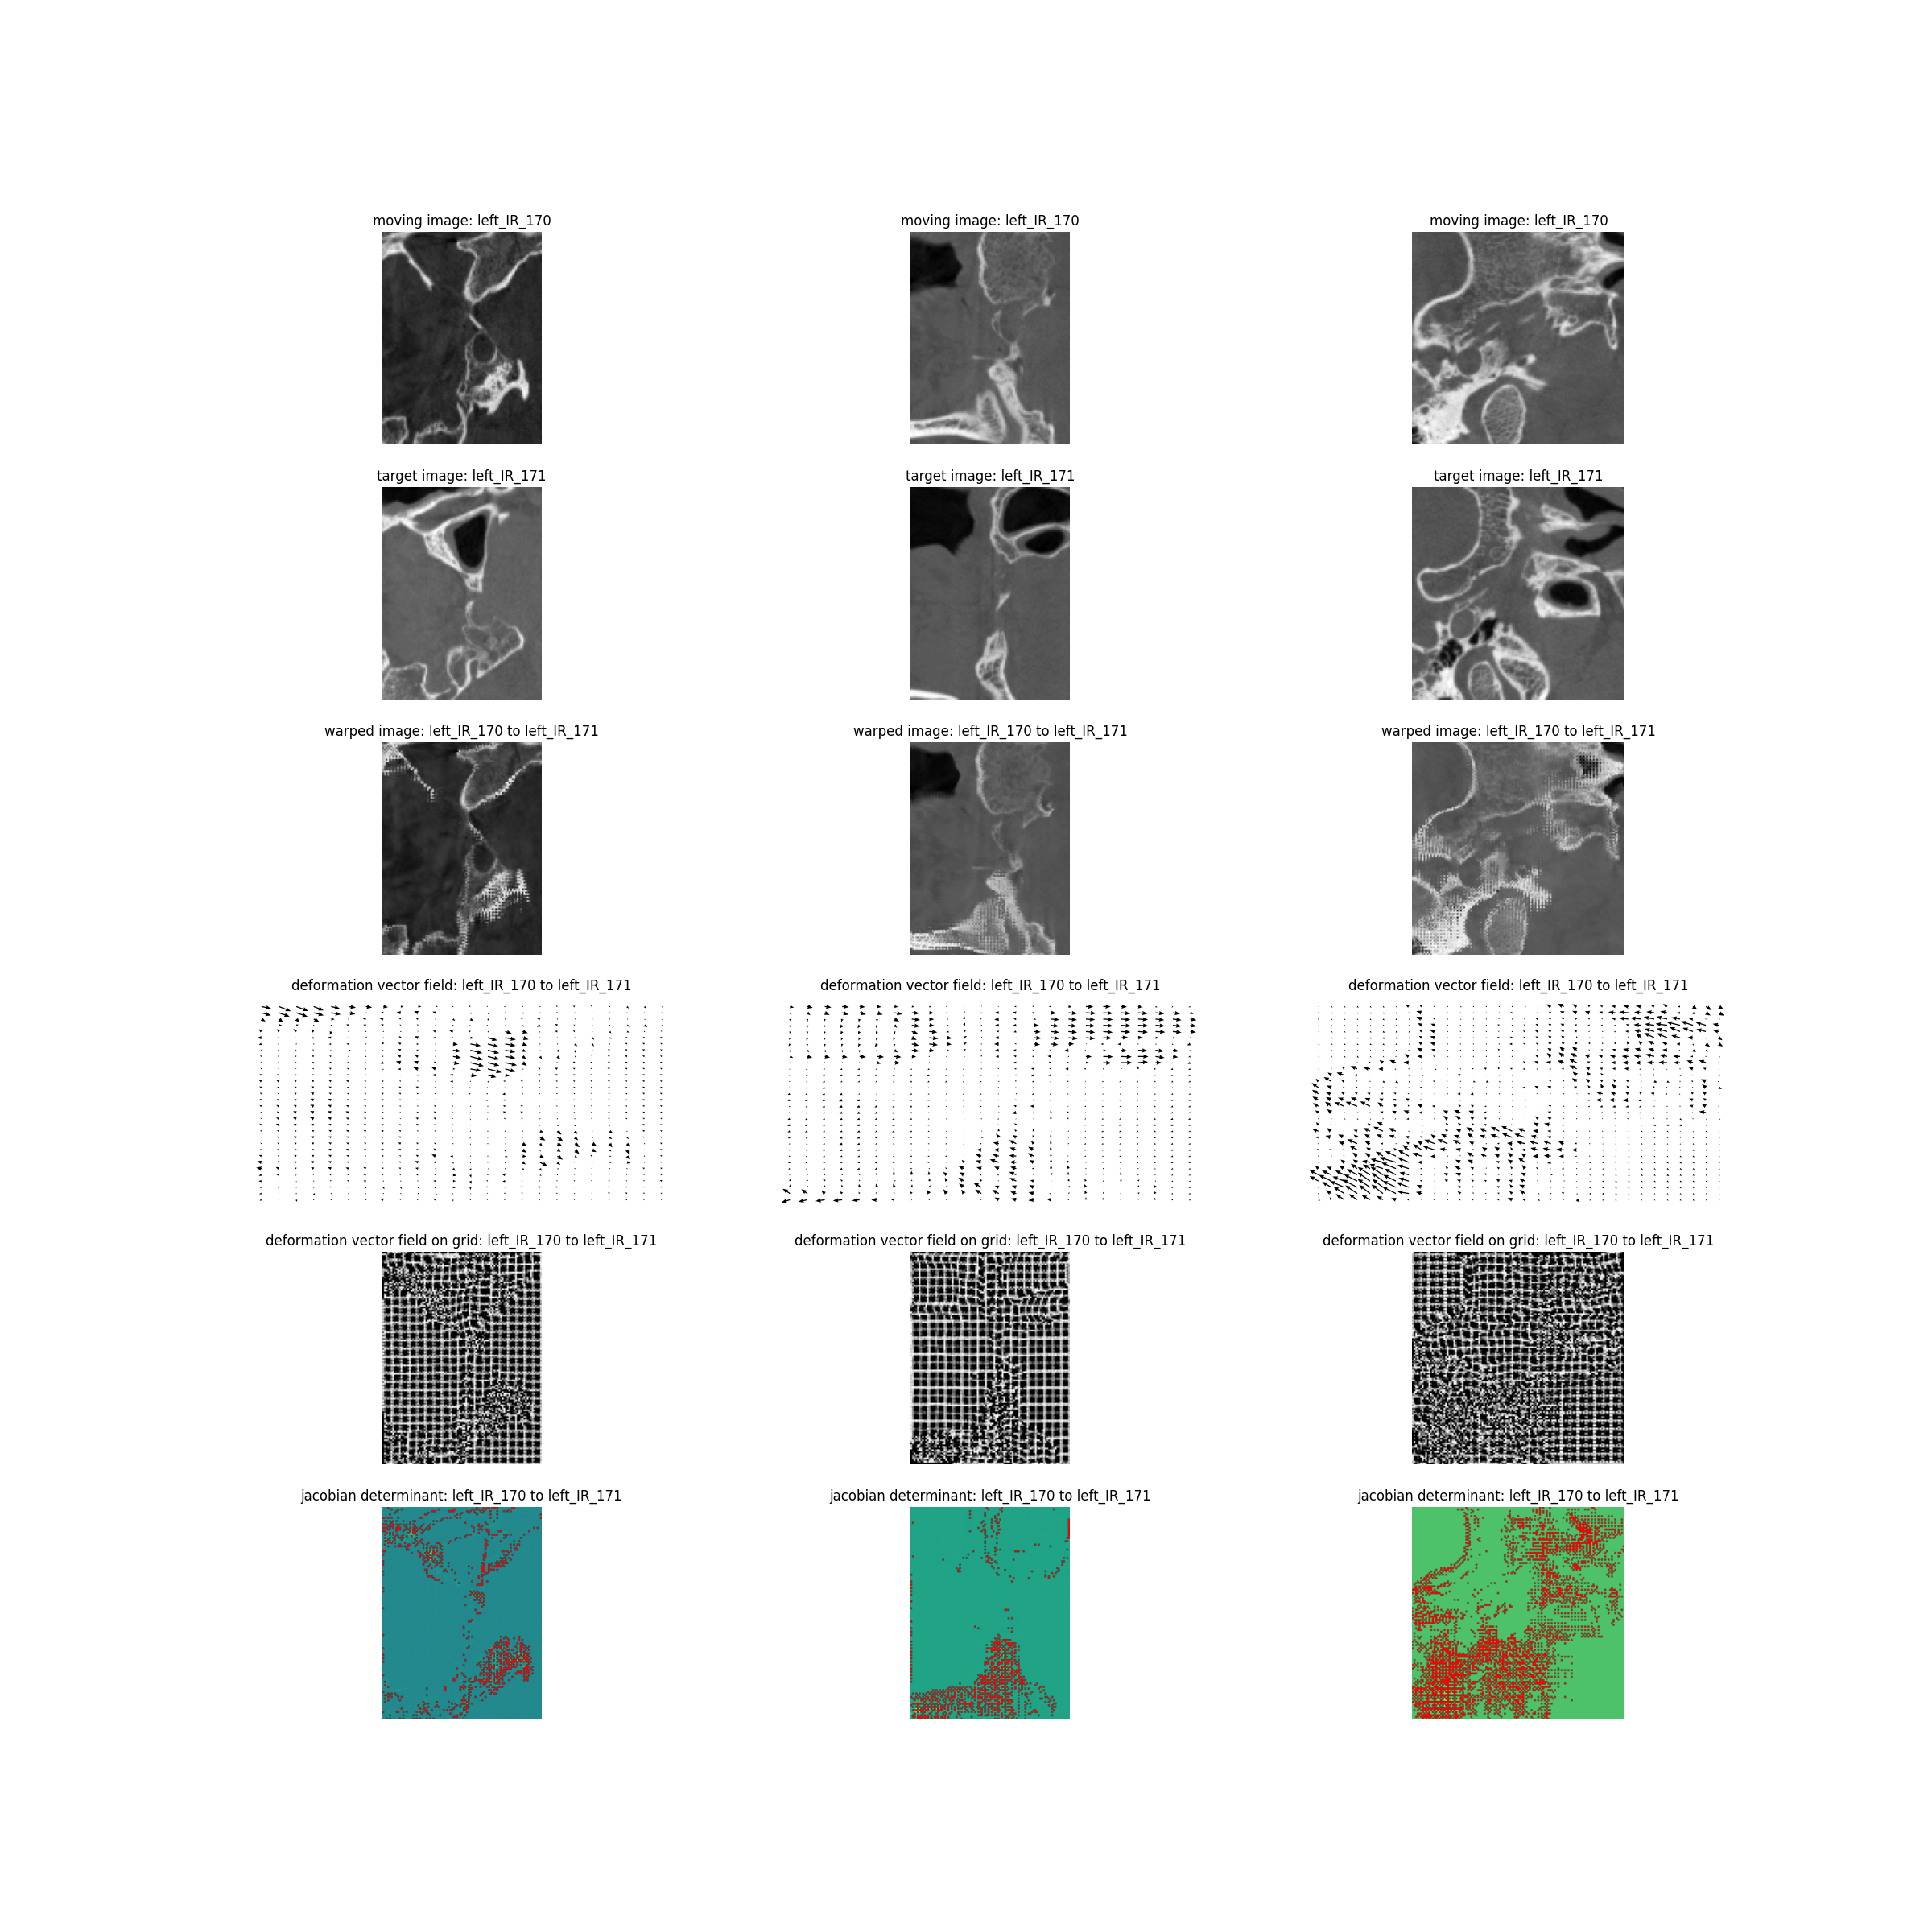 moving image: left_IR_170
moving image: left_IR_170
moving image: left_IR_170
target image: left_IR_171
target image: left_IR_171
target image: left_IR_171
warped image: left_IR_170 to left_IR_171
warped image: left_IR_170 to left_IR_171
warped image: left_IR_170 to left_IR_171
deformation vector field: left_IR_170 to left_IR_171
deformation vector field: left_IR_170 to left_IR_171
deformation vector field: left_IR_170 to left_IR_171
deformation vector field on grid: left_IR_170 to left_IR_171
deformation vector field on grid: left_IR_170 to left_IR_171
deformation vector field on grid: left_IR_170 to left_IR_171
jacobian determinant: left_IR_170 to left_IR_171
jacobian determinant: left_IR_170 to left_IR_171
jacobian determinant: left_IR_170 to left_IR_171